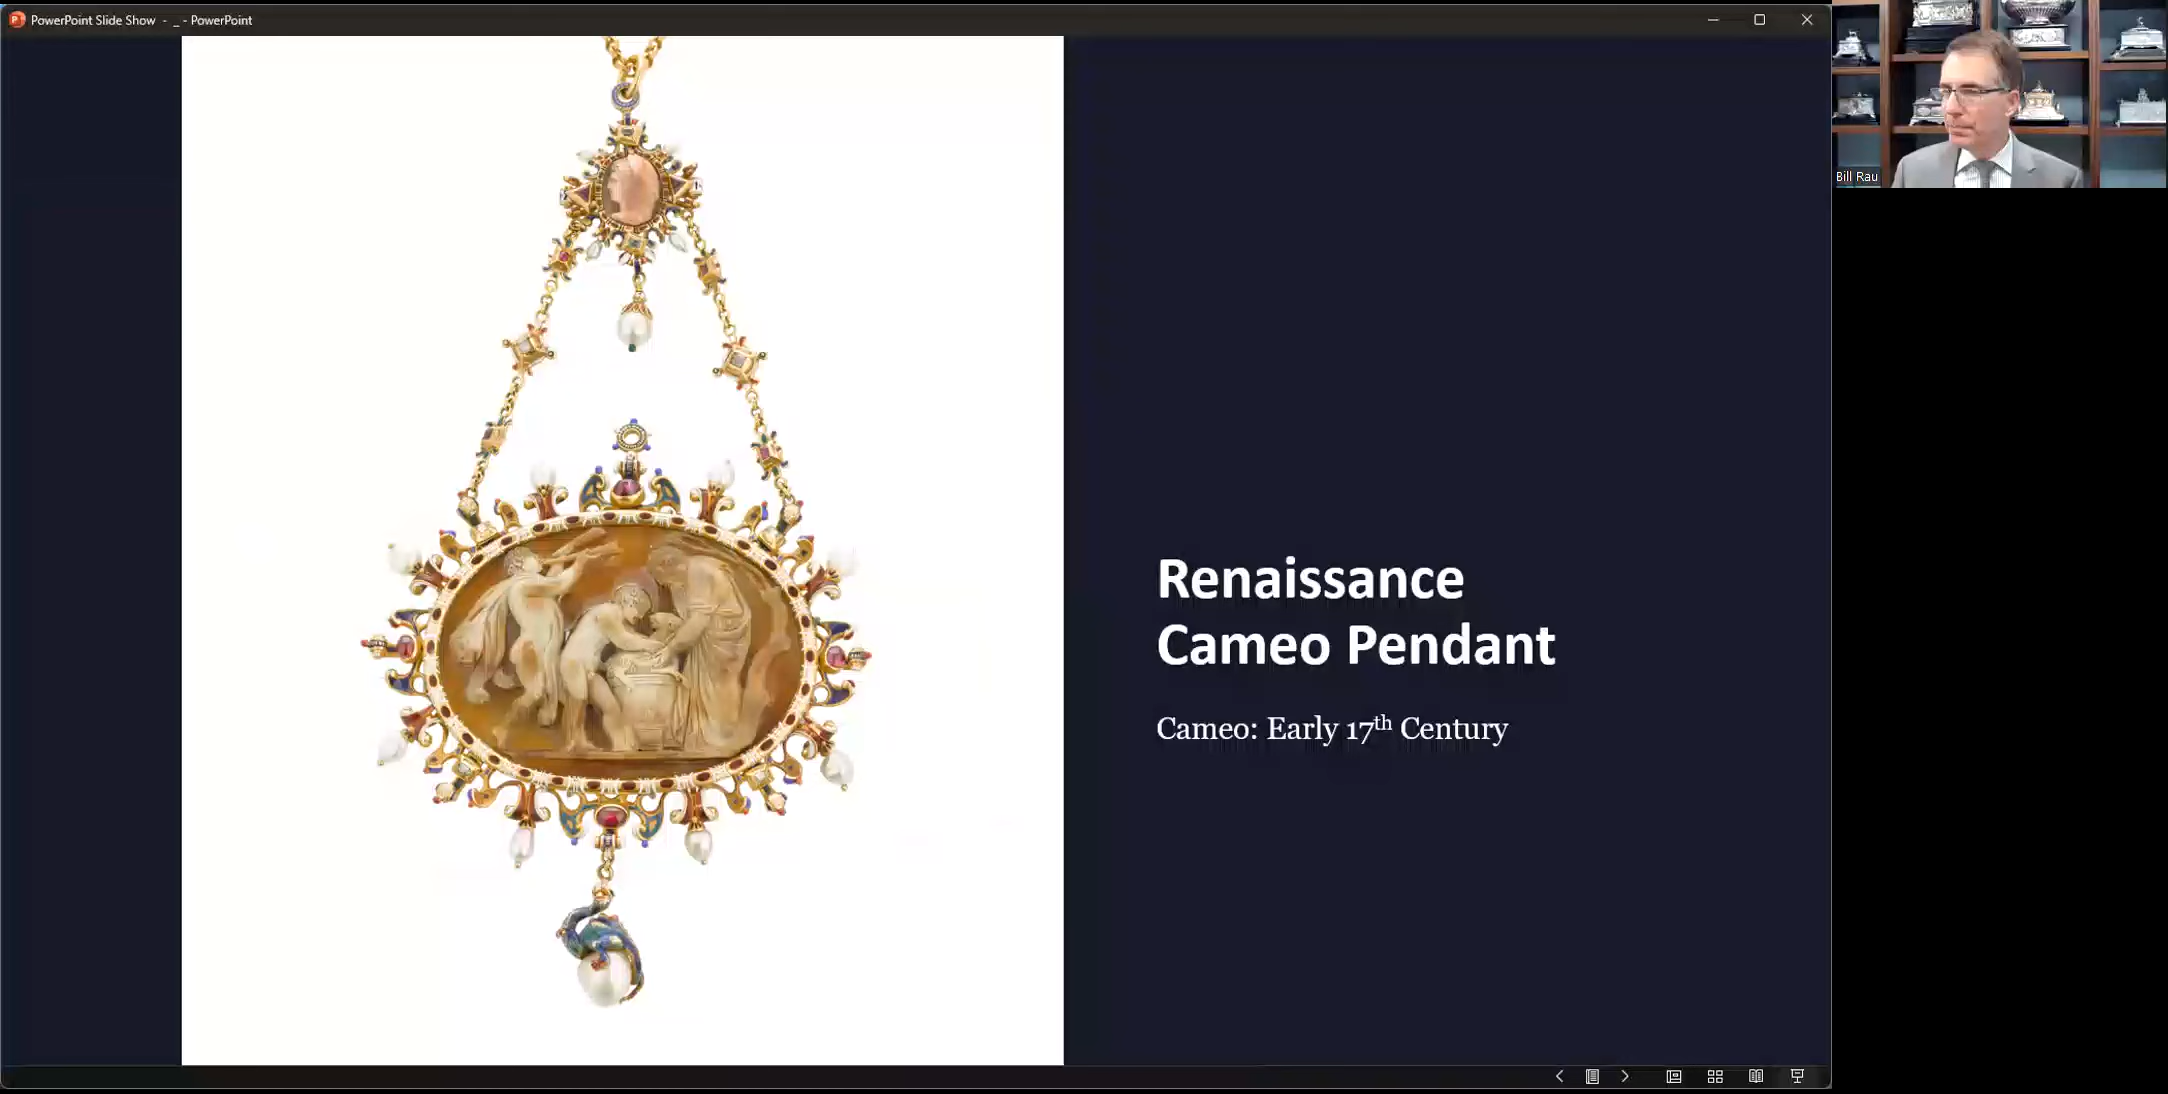 PowerPoint Slide Show - _ - PowerPoint
Bill Rau
Renaissance
Cameo Pendant
Cameo: Early 17th Century